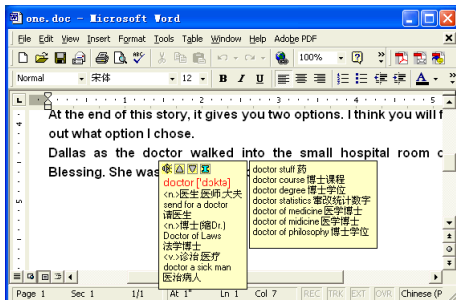 one.doc - Microsoft Word
File Edit View Insert Format Tools Table Window Help Adobe PDF
100%
Normal 宋体 12 B I U A
1 2 3 4 5
At the end of this story, it gives you two options. I think you will f
out what option I chose.
Dallas as the doctor walked into the small hospital room
Blessing. She was
doctor ['dɔktə]
<n.>医生,医师,大夫
send for a doctor
请医生
<n.>博士(缩Dr.)
Doctor of Laws
法学博士
<v.>诊治,医疗
doctor a sick man
医治病人
doctor stuff 药
doctor course 博士课程
doctor degree 博士学位
doctor statistics 窜改统计数字
doctor of medicine 医学博士
doctor of midicine 医学博士
doctor of philosophy 博士学位
Page 1 Sec 1 1/1 At 1" Ln 1 Col 7 REC TRK EXT OVR Chinese (P